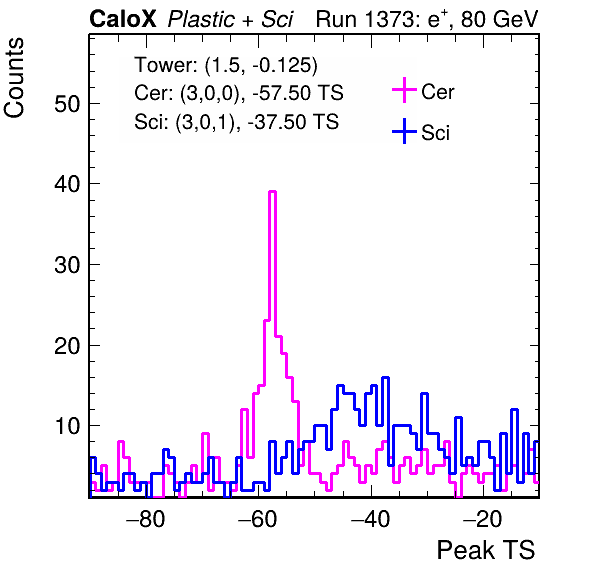 CaloX Plastic + Sci Run 1373: e+, 80 GeV
Counts
Tower: (1.5, -0.125)
Cer: (3,0,0), -57.50 TS
Sci: (3,0,1), -37.50 TS
Cer
Sci
50
40
30
20
10
−80 −60 −40 −20
Peak TS